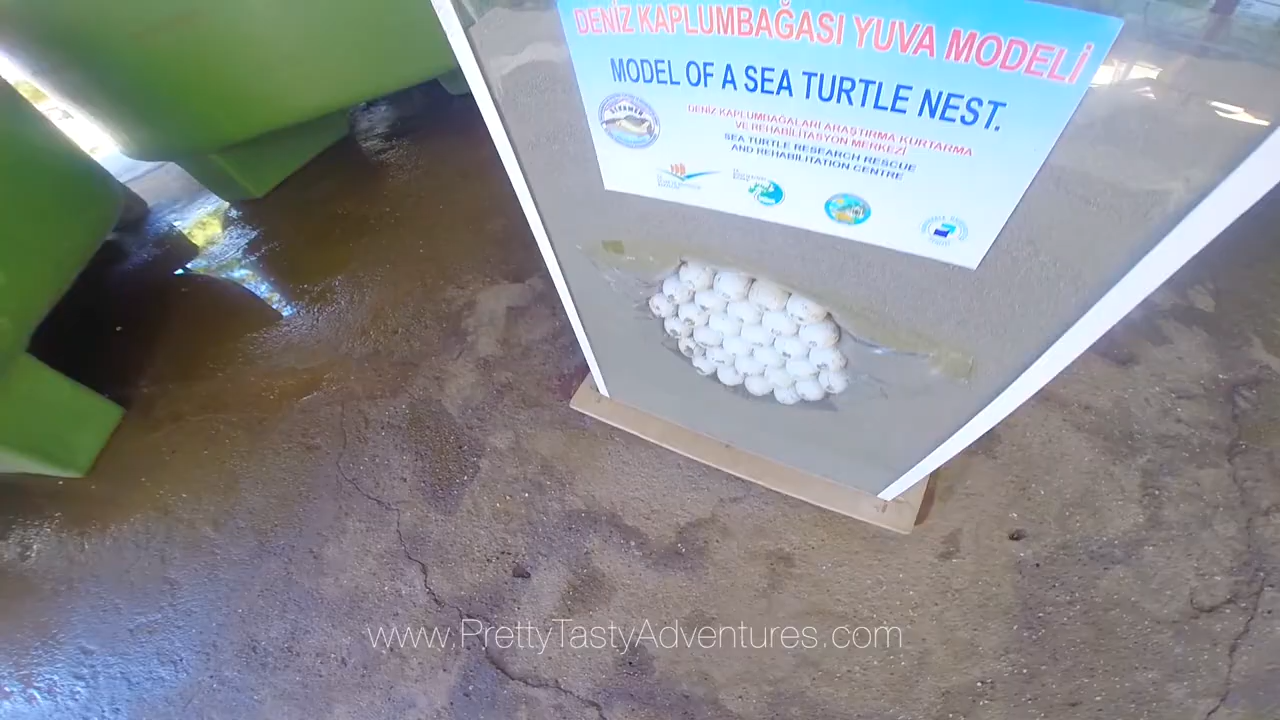 DENİZ KAPLUMBAĞASI YUVA MODELİ
MODEL OF A SEA TURTLE NEST.
DENİZ KAPLUMBAĞALARI ARAŞTIRMA KURTARMA
VE REHABİLİTASYON MERKEZİ
SEA TURTLE RESEARCH RESCUE
AND REHABILITATION CENTRE
www.PrettyTastyAdventures.com